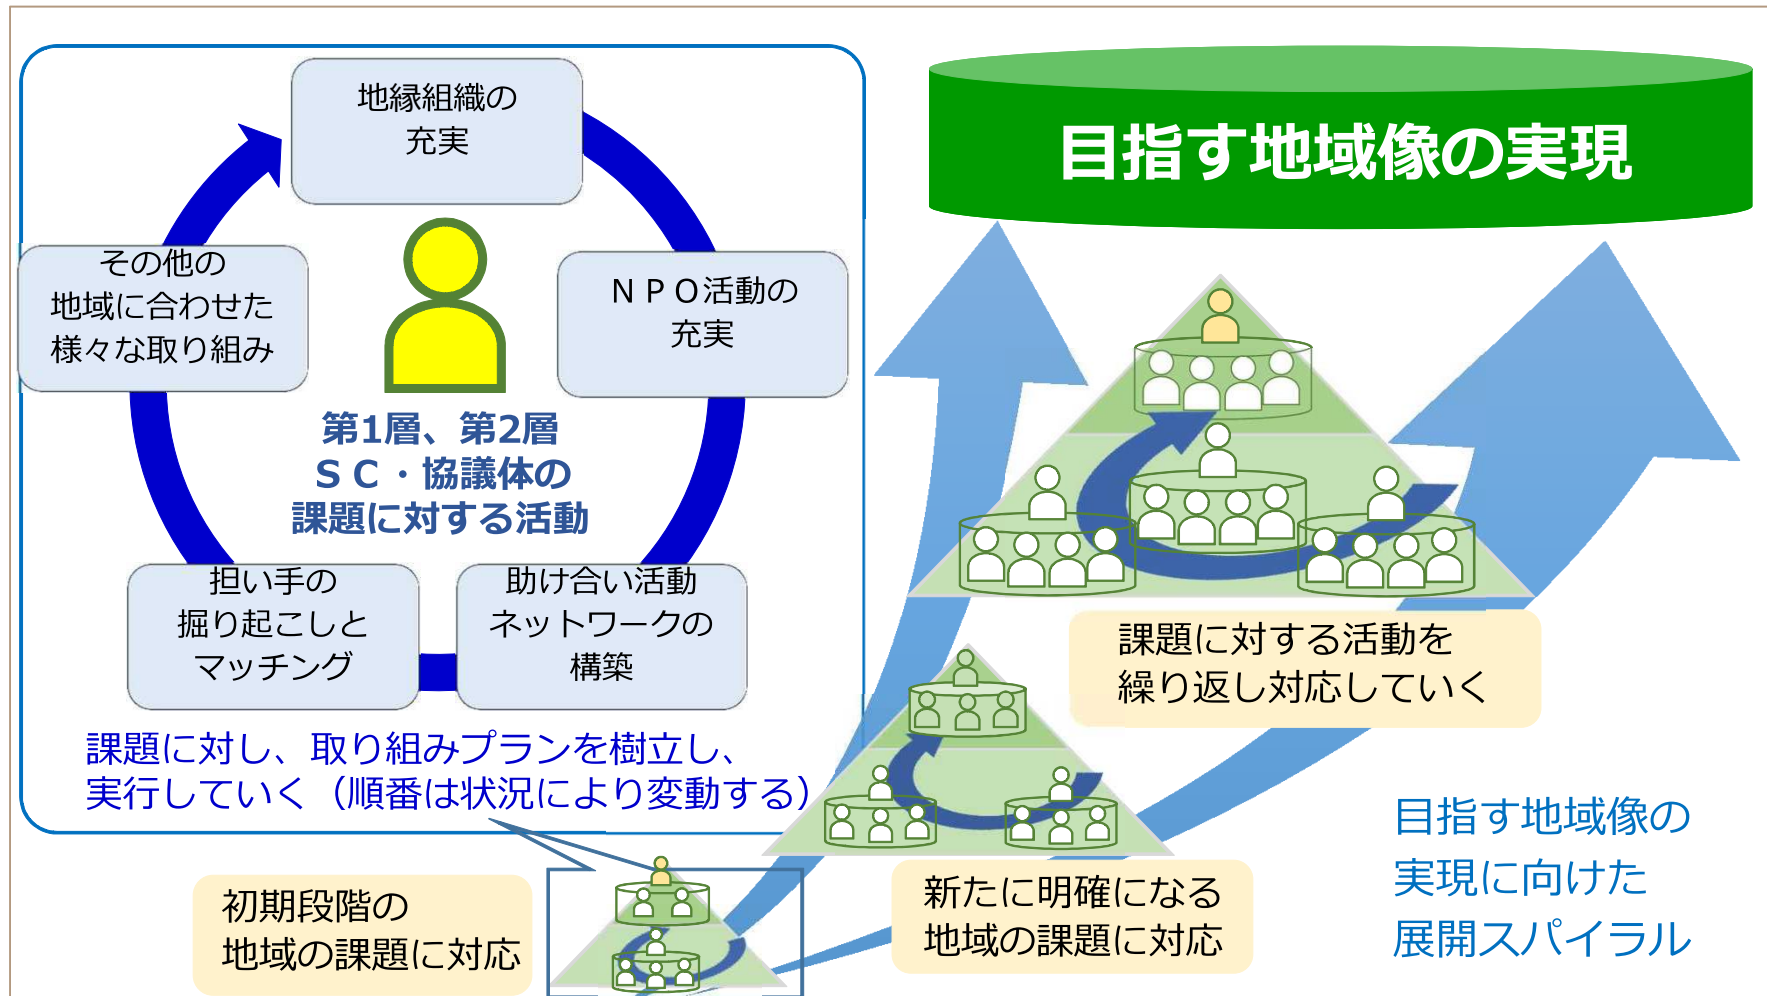 地縁組織の
充実
ＮＰＯ活動の
充実
助け合い活動
ネットワークの
構築
担い手の
掘り起こしと
マッチング
その他の
地域に合わせた
様々な取り組み
第1層、第2層
ＳＣ・協議体の
課題に対する活動
課題に対し、取り組みプランを樹立し、
実行していく（順番は状況により変動する）
目指す地域像の実現
初期段階の
地域の課題に対応
新たに明確になる
地域の課題に対応
課題に対する活動を
繰り返し対応していく
目指す地域像の
実現に向けた
展開スパイラル